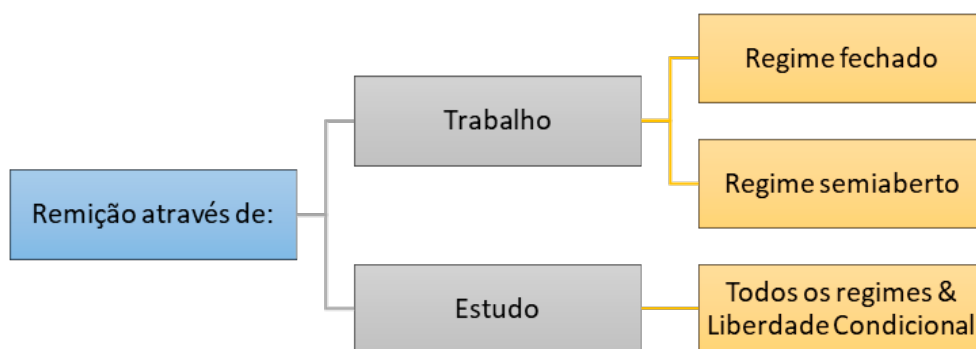 Remição através de:
Trabalho
Regime fechado
Regime semiaberto
Estudo
Todos os regimes &
Liberdade Condicional